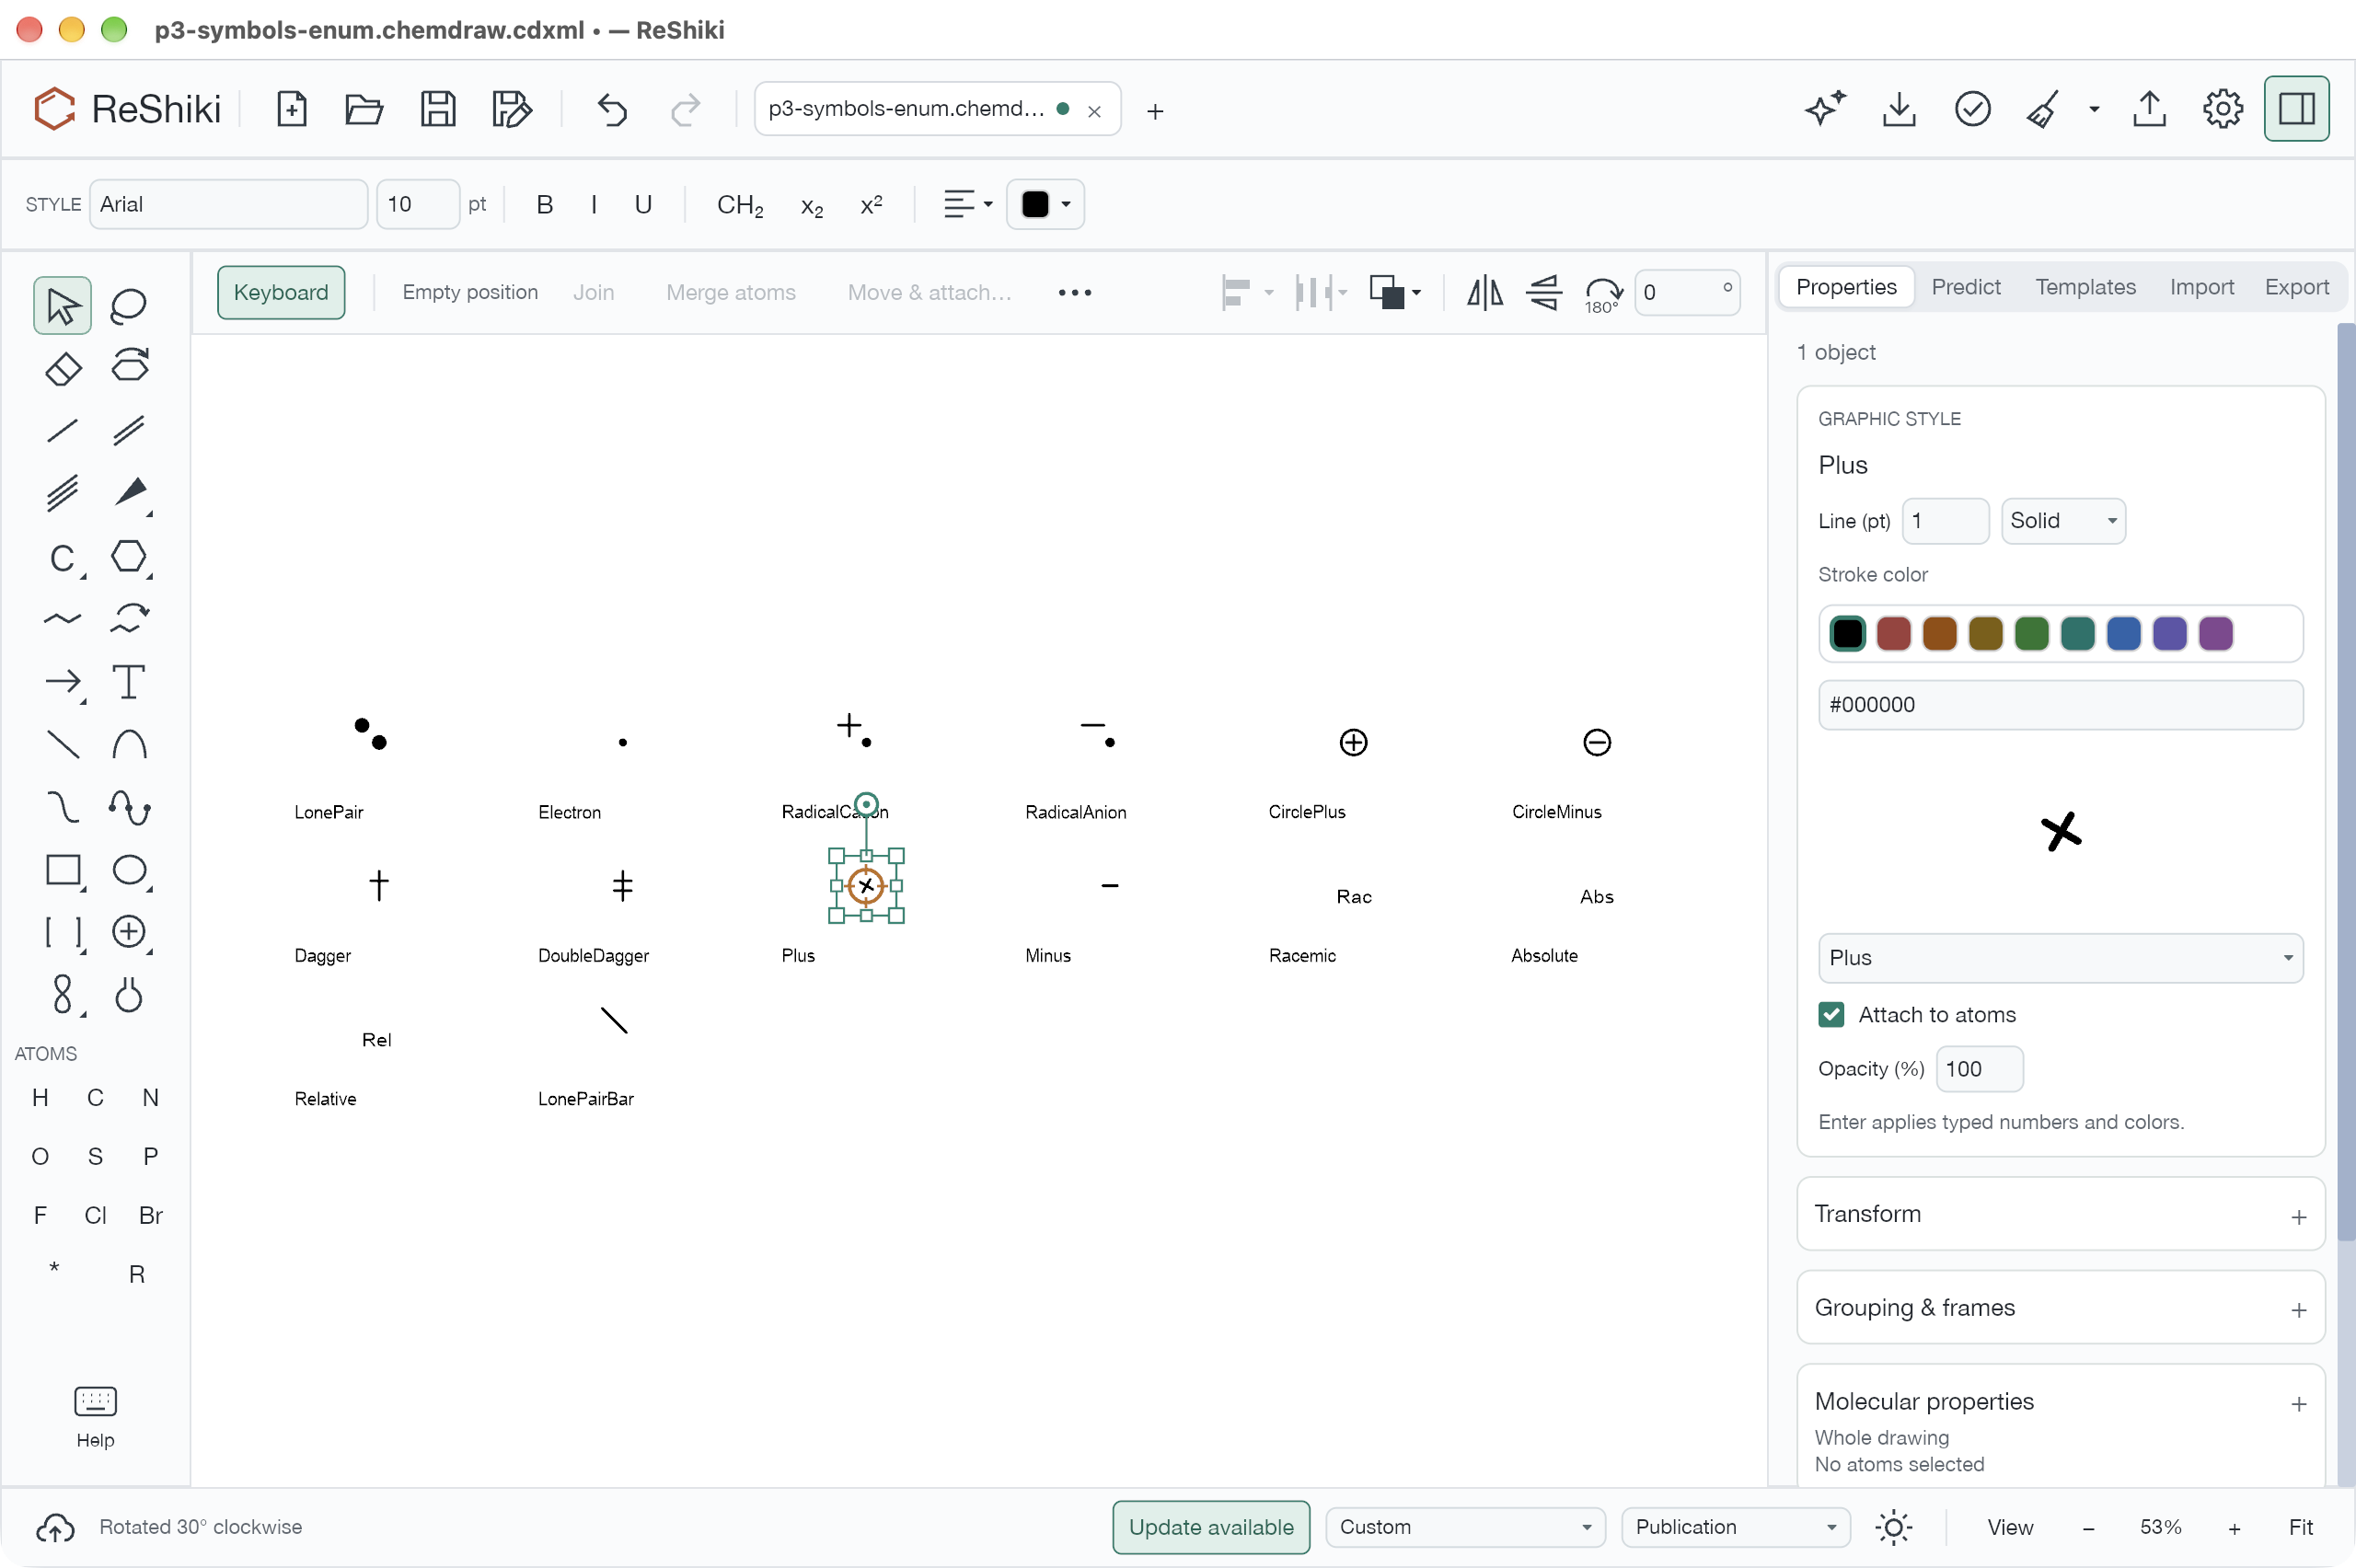 p3-symbols-enum.chemdraw.cdxml • — ReShiki
ReShiki
p3-symbols-enum.chemd...
STYLE Arial 10 pt B I U CH₂ x₂ x²
Keyboard Empty position Join Merge atoms Move & attach... 180° 0 °
Properties Predict Templates Import Export
1 object
GRAPHIC STYLE
Plus
Line (pt) 1 Solid
Stroke color
#000000
Plus
Attach to atoms
Opacity (%) 100
Enter applies typed numbers and colors.
Transform +
Grouping & frames +
Molecular properties +
Whole drawing
No atoms selected
C
T
[ ]
ATOMS
H C N
O S P
F Cl Br
* R
Help
LonePair Electron RadicalAnion CirclePlus CircleMinus
Rac Abs
Dagger DoubleDagger Plus Minus Racemic Absolute
Rel
Relative LonePairBar
Rotated 30° clockwise Update available Custom Publication View − 53% + Fit